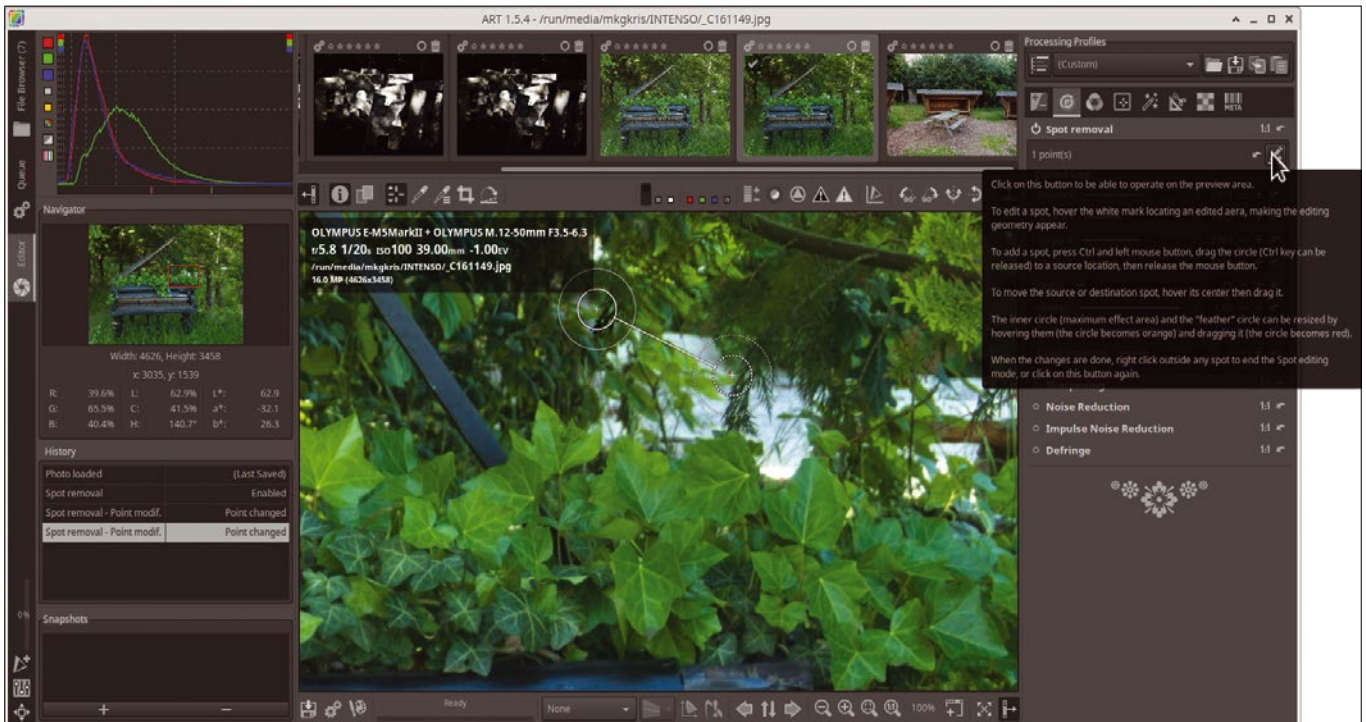 ART 1.5.4 - /run/media/mkgkris/INTENSO/_C161149.jpg
File Browser (7)
Queue
Editor
0%
Navigator
Width: 4626, Height: 3458
x: 3035, y: 1539
R: 39.6% L: 62.9% L*: 62.9
G: 65.5% C: 41.5% a*: -32.1
B: 40.4% H: 140.7° b*: 26.3
History
Photo loaded (Last Saved)
Spot removal Enabled
Spot removal - Point modif. Point changed
Spot removal - Point modif. Point changed
Snapshots
+ −
OLYMPUS E-M5MarkII + OLYMPUS M.12-50mm F3.5-6.3
f/5.8 1/20s ISO100 39.00mm -1.00EV
/run/media/mkgkris/INTENSO/_C161149.jpg
16.0 MP (4626x3458)
Ready
None
100%
Processing Profiles
(Custom)
META
Spot removal 1:1
1 point(s)
Click on this button to be able to operate on the preview area.
To edit a spot, hover the white mark locating an edited aera, making the editing
geometry appear.
To add a spot, press Ctrl and left mouse button, drag the circle (Ctrl key can be
released) to a source location, then release the mouse button.
To move the source or destination spot, hover its center then drag it.
The inner circle (maximum effect area) and the "feather" circle can be resized by
hovering them (the circle becomes orange) and dragging it (the circle becomes red).
When the changes are done, right click outside any spot to end the Spot editing
mode, or click on this button again.
Noise Reduction 1:1
Impulse Noise Reduction 1:1
Defringe 1:1